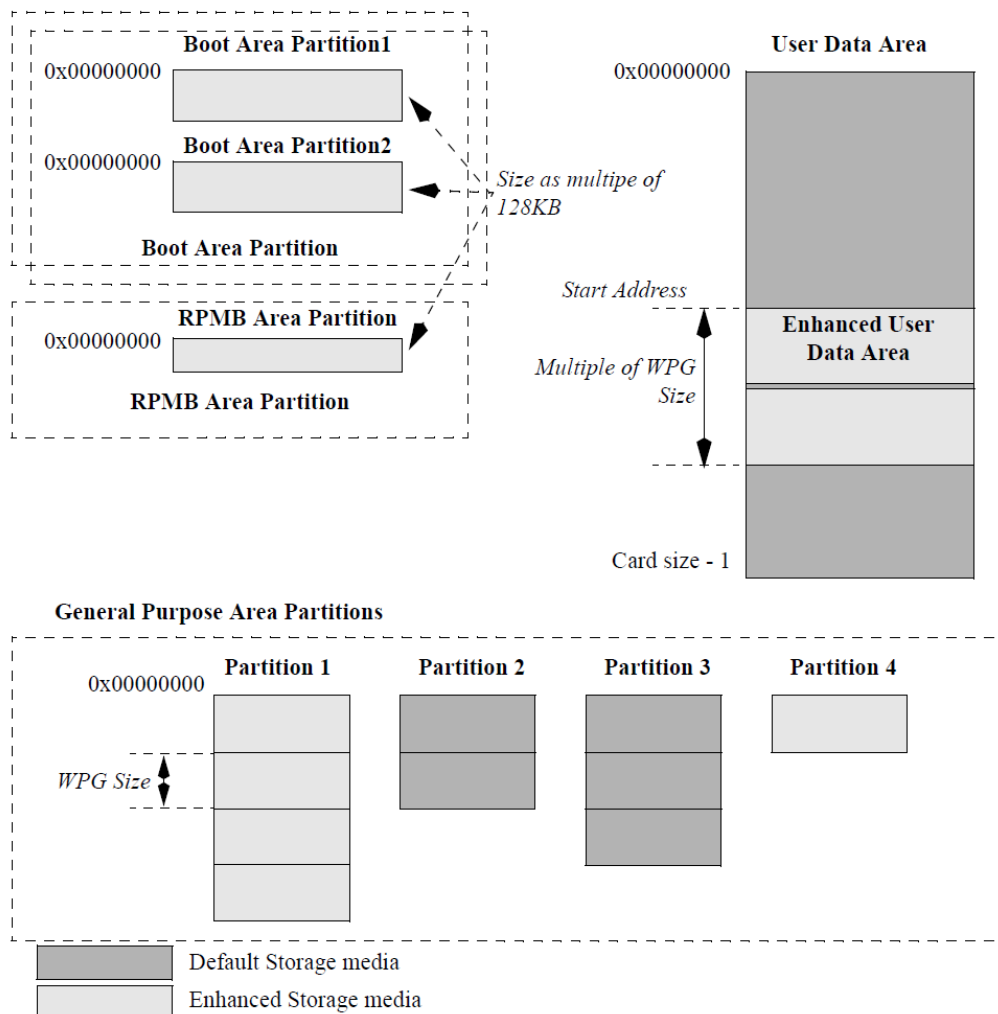 Boot Area Partition1
0x00000000
Boot Area Partition2
0x00000000
Size as multipe of
128KB
Boot Area Partition
RPMB Area Partition
0x00000000
RPMB Area Partition
User Data Area
0x00000000
Start Address
Enhanced User
Data Area
Multiple of WPG
Size
Card size - 1
General Purpose Area Partitions
Partition 1
Partition 2
Partition 3
Partition 4
0x00000000
WPG Size
Default Storage media
Enhanced Storage media